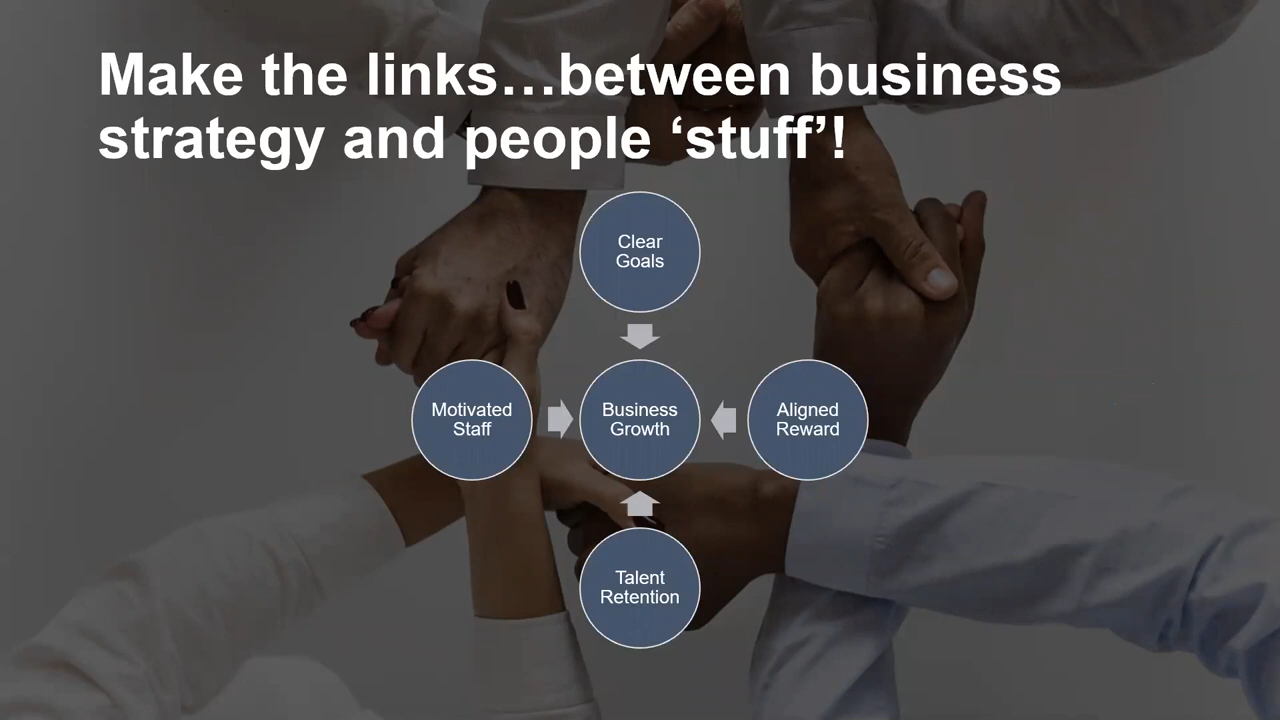 Make the links…between business
strategy and people ‘stuff’!
Clear
Goals
Motivated
Staff
Business
Growth
Aligned
Reward
Talent
Retention